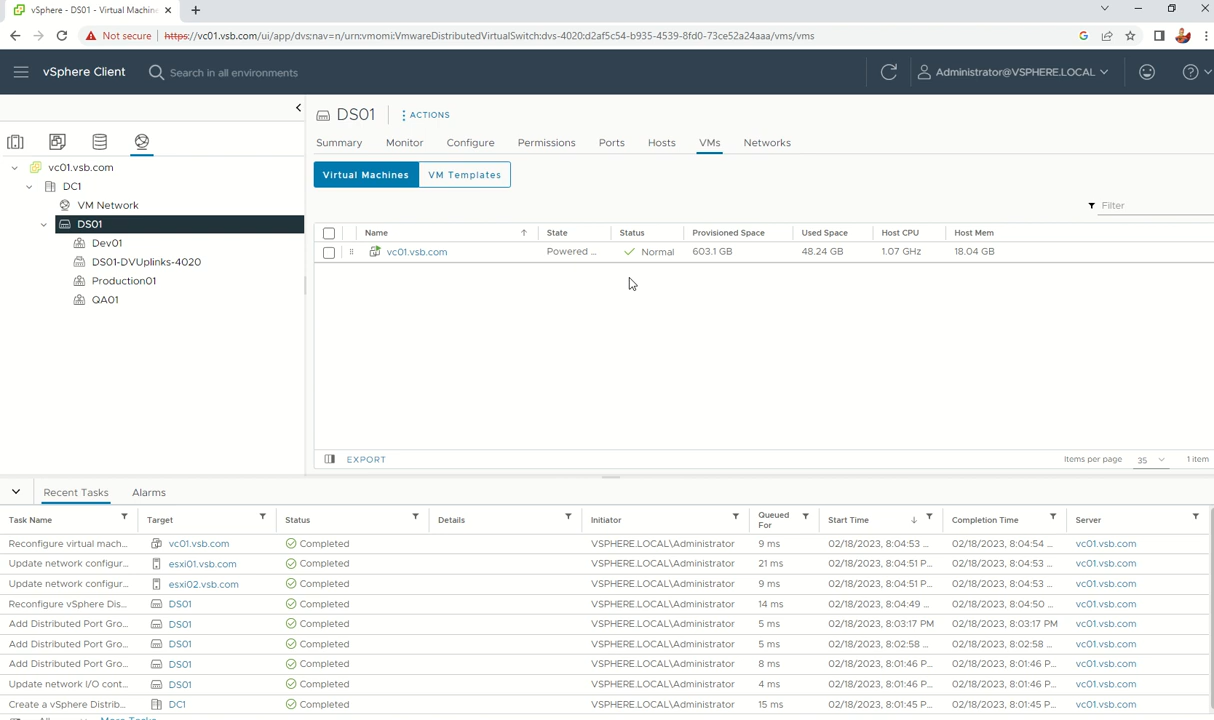 vSphere - DS01 - Virtual Machin
Not secure https://vc01.vsb.com/ui/app/dvs;nav=n/urn:vmomi:VmwareDistributedVirtualSwitch:dvs-4020:d2af5c54-b935-4539-8fd0-73ce52a24aaa/vms/vms
vSphere Client Search in all environments Administrator@VSPHERE.LOCAL
DS01 ACTIONS
Summary Monitor Configure Permissions Ports Hosts VMs Networks
vc01.vsb.com
DC1
VM Network
DS01
Dev01
DS01-DVUplinks-4020
Production01
QA01
Virtual Machines VM Templates
Filter
Name State Status Provisioned Space Used Space Host CPU Host Mem
vc01.vsb.com Powered ... Normal 603.1 GB 48.24 GB 1.07 GHz 18.04 GB
EXPORT Items per page 35 1 item
Recent Tasks Alarms
Task Name Target Status Details Initiator Queued For Start Time Completion Time Server
Reconfigure virtual mach... vc01.vsb.com Completed VSPHERE.LOCAL\Administrator 9 ms 02/18/2023, 8:04:53 ... 02/18/2023, 8:04:54 ... vc01.vsb.com
Update network configur... esxi01.vsb.com Completed VSPHERE.LOCAL\Administrator 21 ms 02/18/2023, 8:04:51 P... 02/18/2023, 8:04:53 ... vc01.vsb.com
Update network configur... esxi02.vsb.com Completed VSPHERE.LOCAL\Administrator 9 ms 02/18/2023, 8:04:51 P... 02/18/2023, 8:04:53 ... vc01.vsb.com
Reconfigure vSphere Dis... DS01 Completed VSPHERE.LOCAL\Administrator 14 ms 02/18/2023, 8:04:49 ... 02/18/2023, 8:04:50 ... vc01.vsb.com
Add Distributed Port Gro... DS01 Completed VSPHERE.LOCAL\Administrator 5 ms 02/18/2023, 8:03:17 PM 02/18/2023, 8:03:17 PM vc01.vsb.com
Add Distributed Port Gro... DS01 Completed VSPHERE.LOCAL\Administrator 5 ms 02/18/2023, 8:02:58 ... 02/18/2023, 8:02:58 ... vc01.vsb.com
Add Distributed Port Gro... DS01 Completed VSPHERE.LOCAL\Administrator 8 ms 02/18/2023, 8:01:46 P... 02/18/2023, 8:01:46 P... vc01.vsb.com
Update network I/O cont... DS01 Completed VSPHERE.LOCAL\Administrator 4 ms 02/18/2023, 8:01:46 P... 02/18/2023, 8:01:46 P... vc01.vsb.com
Create a vSphere Distrib... DC1 Completed VSPHERE.LOCAL\Administrator 15 ms 02/18/2023, 8:01:45 P... 02/18/2023, 8:01:45 P... vc01.vsb.com